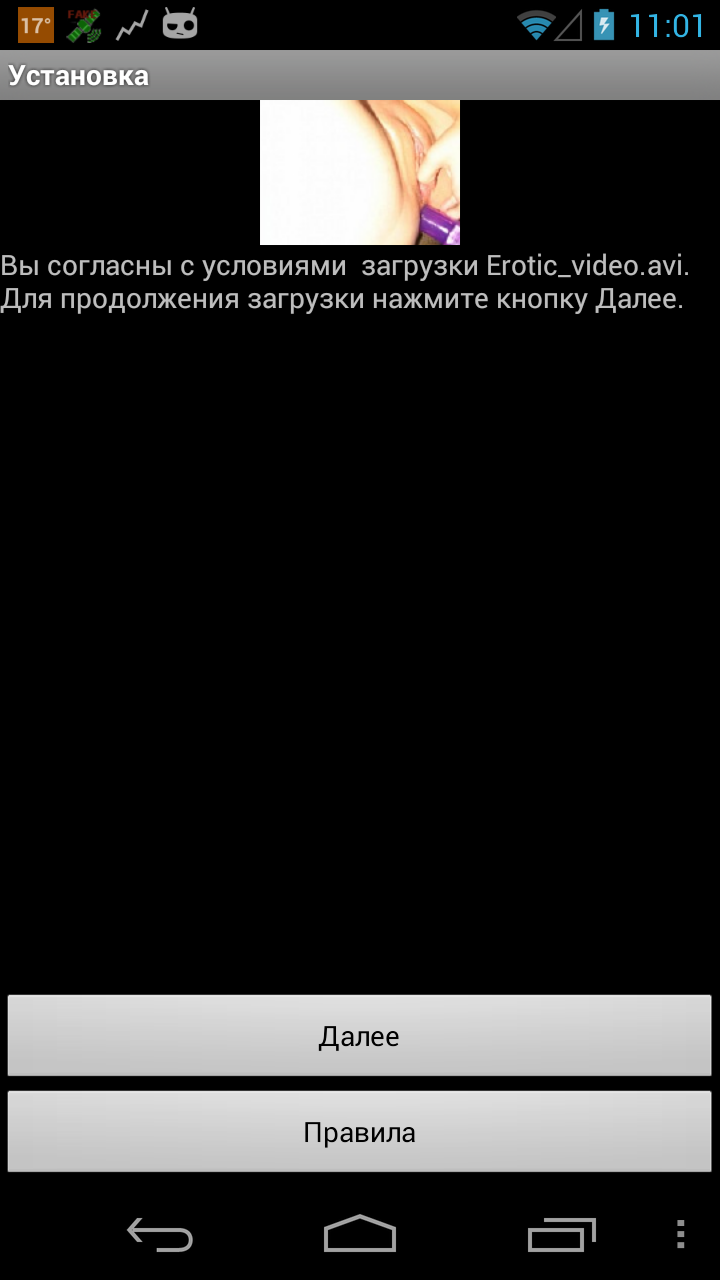 17°
FAKE
11:01
Установка
Вы согласны с условиями  загрузки Erotic_video.avi.
Для продолжения загрузки нажмите кнопку Далее.
Далее
Правила